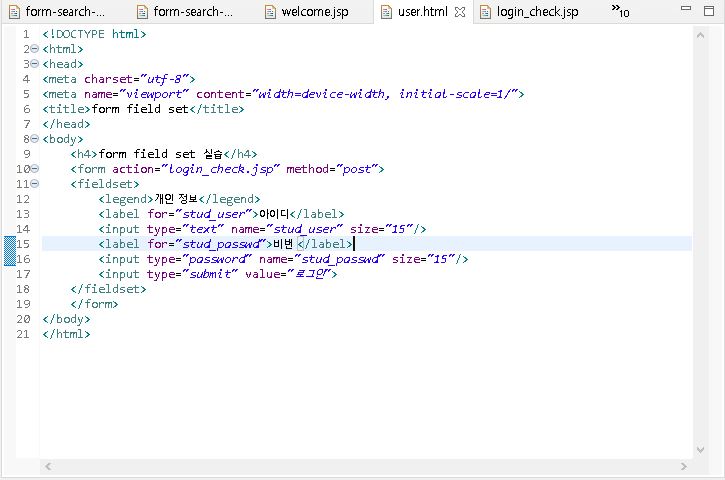 form-search-...
form-search-...
welcome.jsp
user.html
login_check.jsp
»10
1 <!DOCTYPE html>
2 <html>
3 <head>
4 <meta charset="utf-8">
5 <meta name="viewport" content="width=device-width, initial-scale=1/">
6 <title>form field set</title>
7 </head>
8 <body>
9 <h4>form field set 실습</h4>
10 <form action="login_check.jsp" method="post">
11 <fieldset>
12 <legend>개인 정보</legend>
13 <label for="stud_user">아이디</label>
14 <input type="text" name="stud_user" size="15"/>
15 <label for="stud_passwd">비번 </label>
16 <input type="password" name="stud_passwd" size="15"/>
17 <input type="submit" value="로그인">
18 </fieldset>
19 </form>
20 </body>
21 </html>